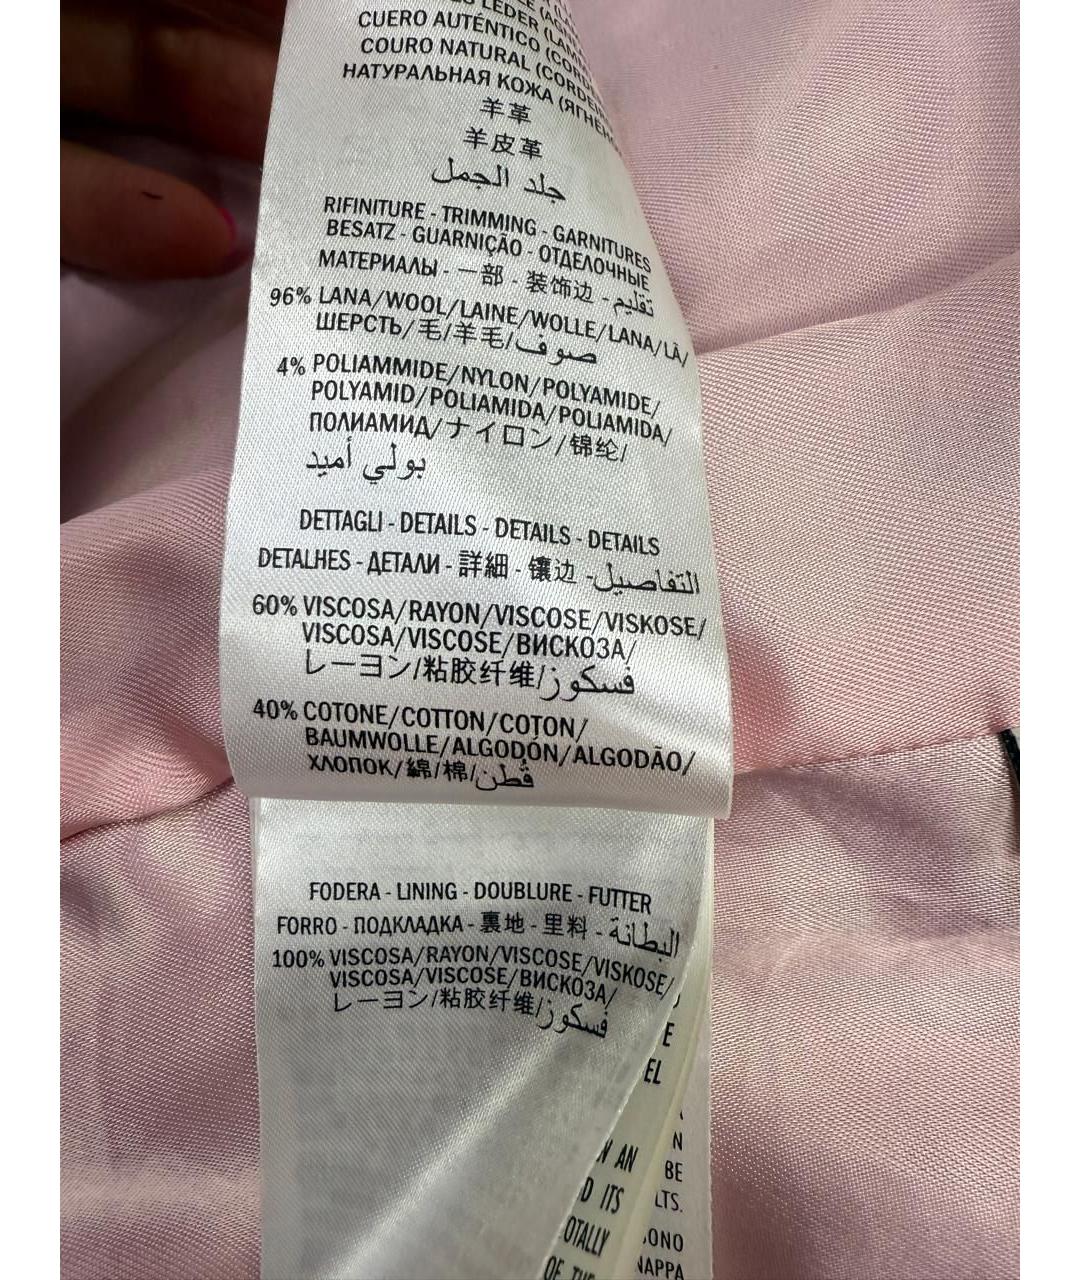 LEDER
CUERO AUTÉNTICO
COURO NATURAL
НАТУРАЛЬНАЯ КОЖА
羊革
羊皮革
جلد الجمل
RIFINITURE - TRIMMING - GARNITURES
BESATZ - GUARNIÇÃO - ОТДЕЛОЧНЫЕ
МАТЕРИАЛЫ - 一部 - 装饰边 - تقليم
96% LANA/WOOL/LAINE/WOLLE/LANA/LÃ/
ШЕРСТЬ/毛/羊毛/صوف
4% POLIAMMIDE/NYLON/POLYAMIDE/
POLYAMID/POLIAMIDA/POLIAMIDA/
ПОЛИАМИД/ナイロン/锦纶/
بولي أميد
DETTAGLI - DETAILS - DETAILS - DETAILS
DETALHES - ДЕТАЛИ - 詳細 - 镶边 - التفاصيل
60% VISCOSA/RAYON/VISCOSE/VISKOSE/
VISCOSA/VISCOSE/ВИСКОЗА/
レーヨン/粘胶纤维/فسكوز
40% COTONE/COTTON/COTON/
BAUMWOLLE/ALGODÓN/ALGODÃO/
ХЛОПОК/綿/棉/قُطن
FODERA - LINING - DOUBLURE - FUTTER
FORRO - ПОДКЛАДКА - 裏地 - 里料 - البطانة
100% VISCOSA/RAYON/VISCOSE/VISKOSE/
VISCOSA/VISCOSE/ВИСКОЗА/
レーヨン/粘胶纤维/فسكوز
AN
BE
ITS